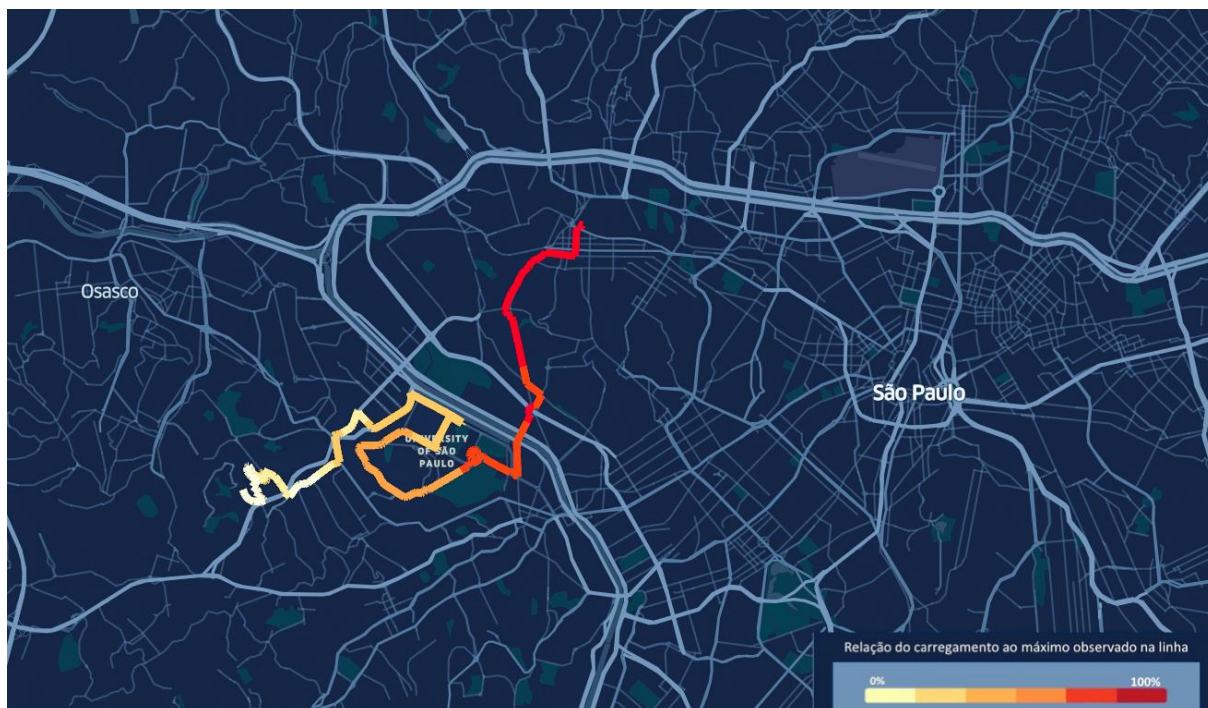 Osasco
São Paulo
UNIVERSITY
OF SÃO
PAULO
Relação do carregamento ao máximo observado na linha
0%
100%